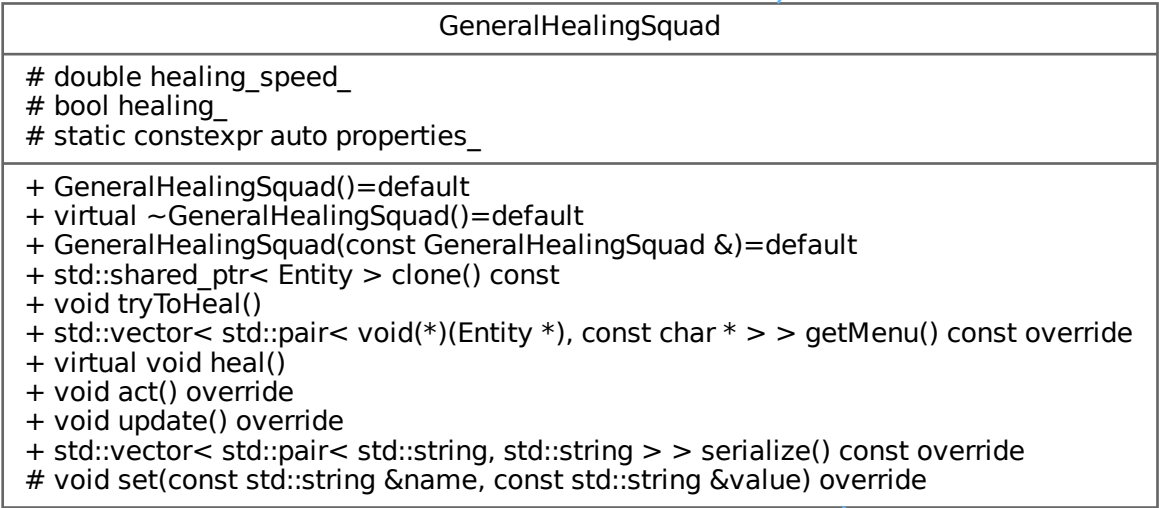 GeneralHealingSquad
# double healing_speed_
# bool healing_
# static constexpr auto properties_
+ GeneralHealingSquad()=default
+ virtual ~GeneralHealingSquad()=default
+ GeneralHealingSquad(const GeneralHealingSquad &)=default
+ std::shared_ptr< Entity > clone() const
+ void tryToHeal()
+ std::vector< std::pair< void(*)(Entity *), const char * > > getMenu() const override
+ virtual void heal()
+ void act() override
+ void update() override
+ std::vector< std::pair< std::string, std::string > > serialize() const override
# void set(const std::string &name, const std::string &value) override